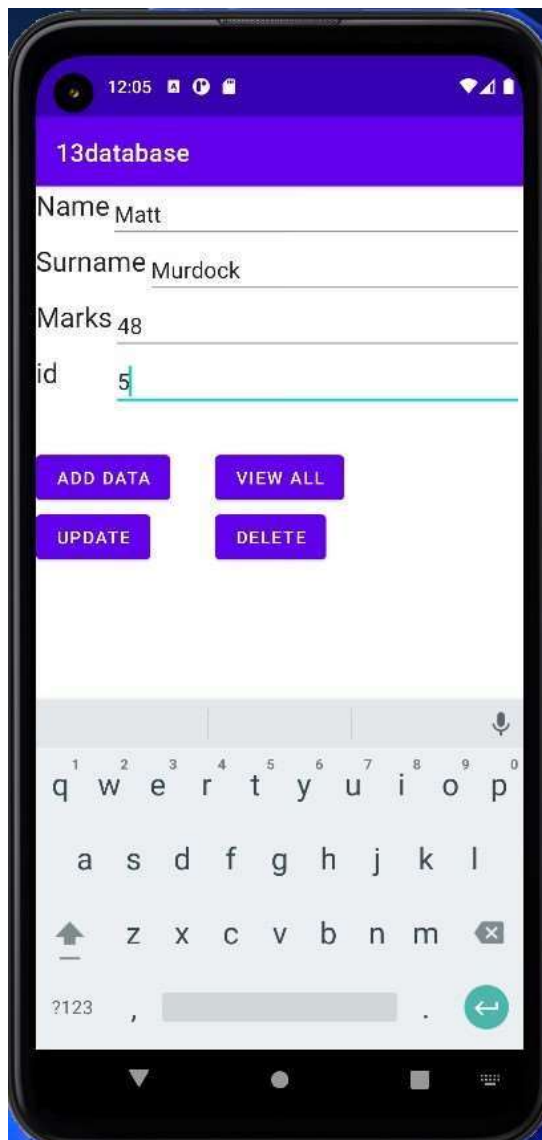 12:05
13database
Name Matt
Surname Murdock
Marks 48
id 5
ADD DATA VIEW ALL
UPDATE DELETE
1 2 3 4 5 6 7 8 9 0
q w e r t y u i o p
a s d f g h j k l
z x c v b n m
?123 , .